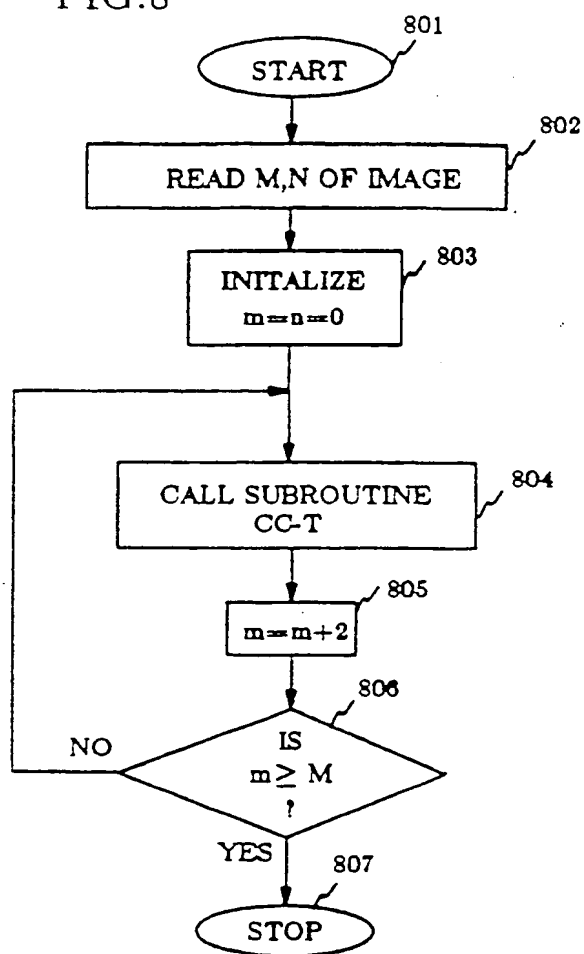 FIG.8
801
START
802
READ M,N OF IMAGE
803
INITALIZE
m=n=0
804
CALL SUBROUTINE
CC-T
805
m=m+2
806
IS
m≥ M
?
NO
YES
807
STOP